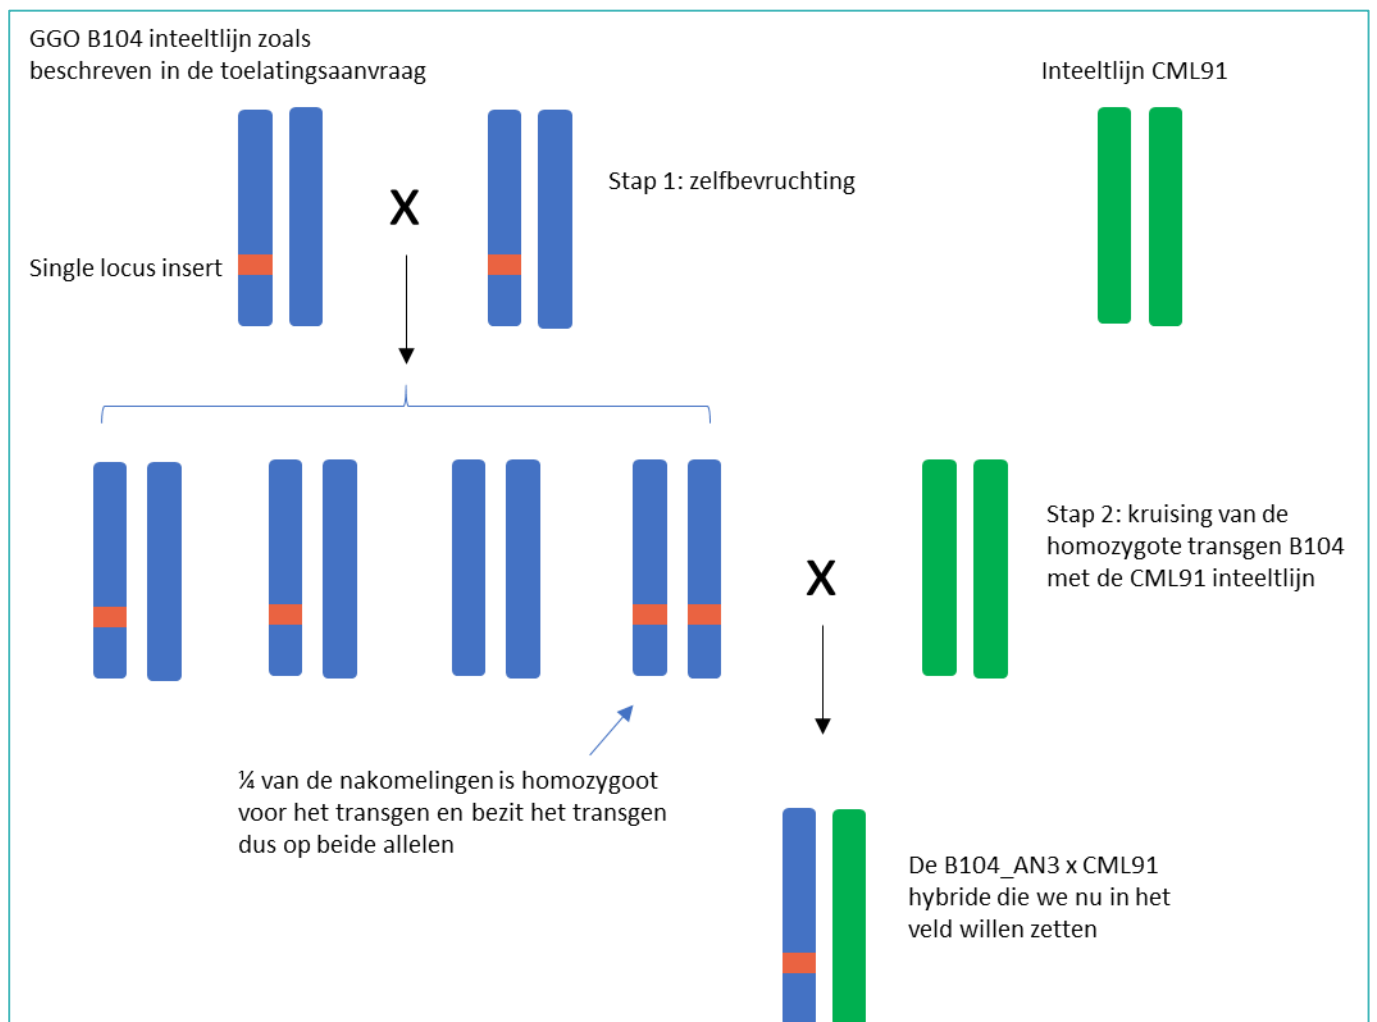 GGO B104 inteeltlijn zoals
beschreven in de toelatingsaanvraag
Inteeltlijn CML91
X
Stap 1: zelfbevruchting
Single locus insert
Stap 2: kruising van de
homozygote transgen B104
met de CML91 inteeltlijn
X
¼ van de nakomelingen is homozygoot
voor het transgen en bezit het transgen
dus op beide allelen
De B104_AN3 x CML91
hybride die we nu in het
veld willen zetten